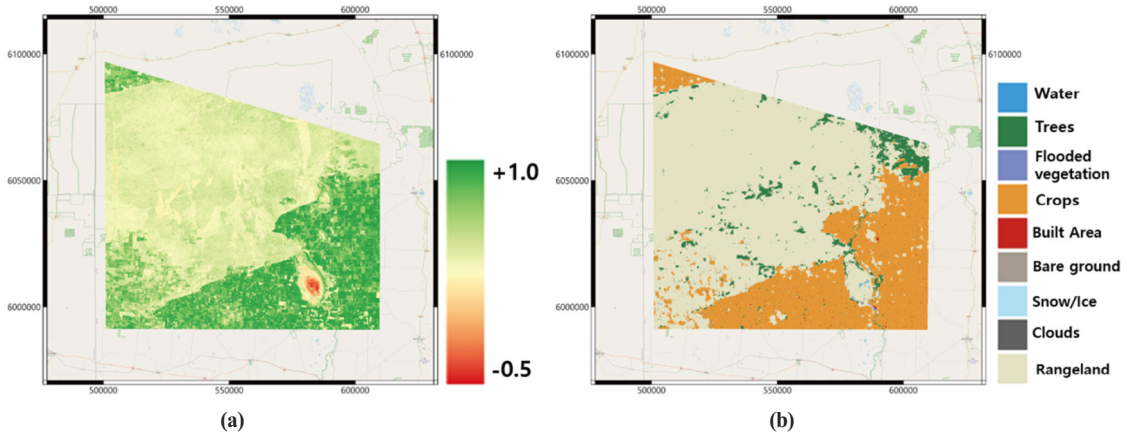 500000 550000 600000
500000 550000 600000
6100000
6100000
6100000
6100000
6050000
6050000
6000000
6000000
500000 550000 600000
500000 550000 600000
+1.0
-0.5
Water
Trees
Flooded
vegetation
Crops
Built Area
Bare ground
Snow/Ice
Clouds
Rangeland
(a)
(b)